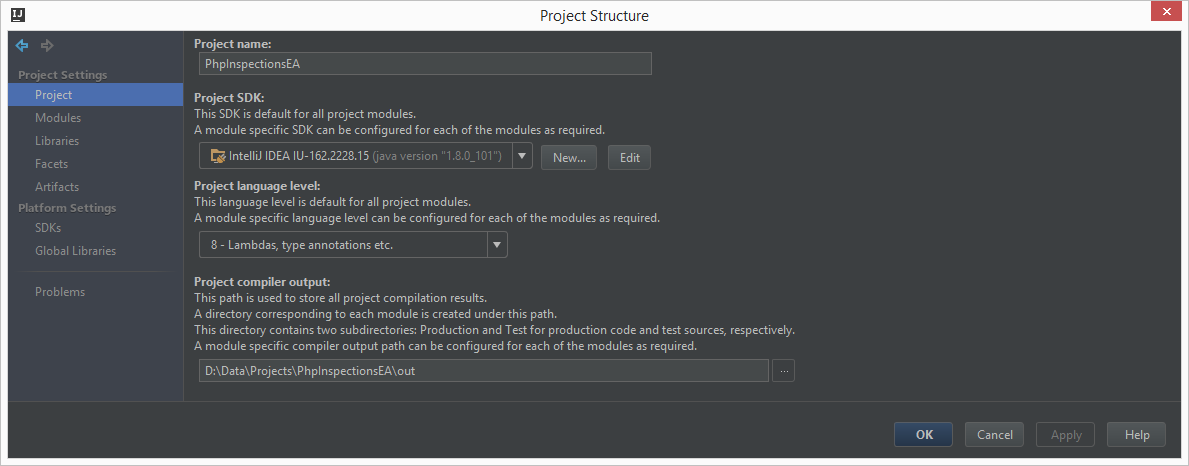 IJ
Project Structure
Project Settings
Project
Modules
Libraries
Facets
Artifacts
Platform Settings
SDKs
Global Libraries
Problems
Project name:
PhpInspectionsEA
Project SDK:
This SDK is default for all project modules.
A module specific SDK can be configured for each of the modules as required.
IntelliJ IDEA IU-162.2228.15 (java version "1.8.0_101")
New...
Edit
Project language level:
This language level is default for all project modules.
A module specific language level can be configured for each of the modules as required.
8 - Lambdas, type annotations etc.
Project compiler output:
This path is used to store all project compilation results.
A directory corresponding to each module is created under this path.
This directory contains two subdirectories: Production and Test for production code and test sources, respectively.
A module specific compiler output path can be configured for each of the modules as required.
D:\Data\Projects\PhpInspectionsEA\out
...
OK
Cancel
Apply
Help